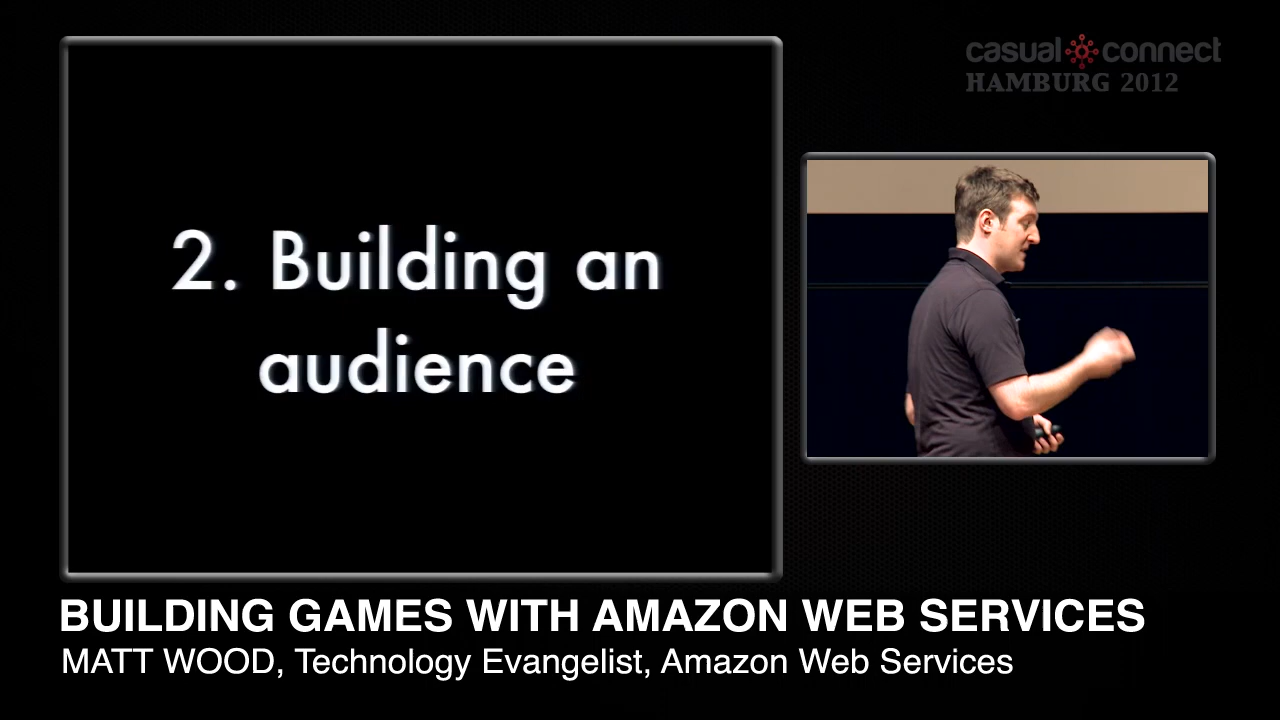 casual connect
HAMBURG 2012
2. Building an
audience
BUILDING GAMES WITH AMAZON WEB SERVICES
MATT WOOD, Technology Evangelist, Amazon Web Services